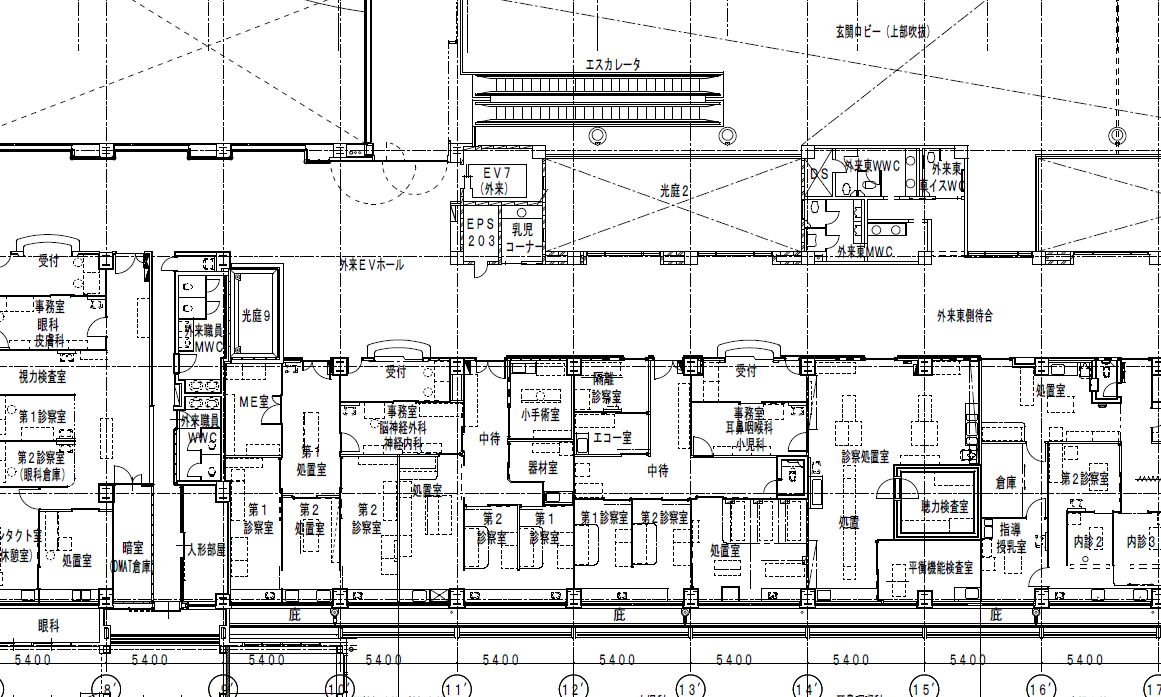 玄関ロビー(上部吹抜)
エスカレータ
EV7
(外来)
光庭2
DS
外来東WWC
外来東
東イスWC
EPS
203
乳児
コーナー
外来東MWC
受付
外来EVホール
事務室
眼科
皮膚科
光庭9
外来東側待合
外来職員
MWC
視力検査室
受付
受付
隔離
診察室
処置室
ME室
第1診察室
事務室
脳神経外科
神経内科
小手術室
事務室
耳鼻咽喉科
小児科
外来職員
WWC
中待
エコー室
第1
処置室
第2診察室
(眼科倉庫)
器材室
中待
診察処置室
処置室
倉庫
第2診察室
第1
診察室
第2
処置室
第2
診察室
第2
診察室
第1
診察室
第1診察室
第2診察室
処置
聴力検査室
指導
授乳室
内診2
内診3
ンタクト室
休憩室)
処置室
暗室
(DMAT倉庫)
人形部屋
処置室
平衡機能検査室
眼科
庇
庇
庇
5400
5400
5400
5400
5400
5400
5400
5400
5400
5400
8'
9'
10'
11'
12'
13'
14'
15'
16'
17